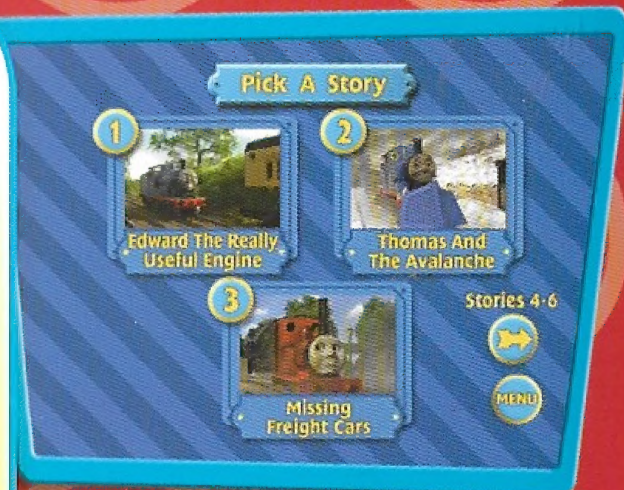 Pick A Story
1
Edward The Really
Useful Engine
2
Thomas And
The Avalanche
3
Missing
Freight Cars
Stories 4-6
MENU